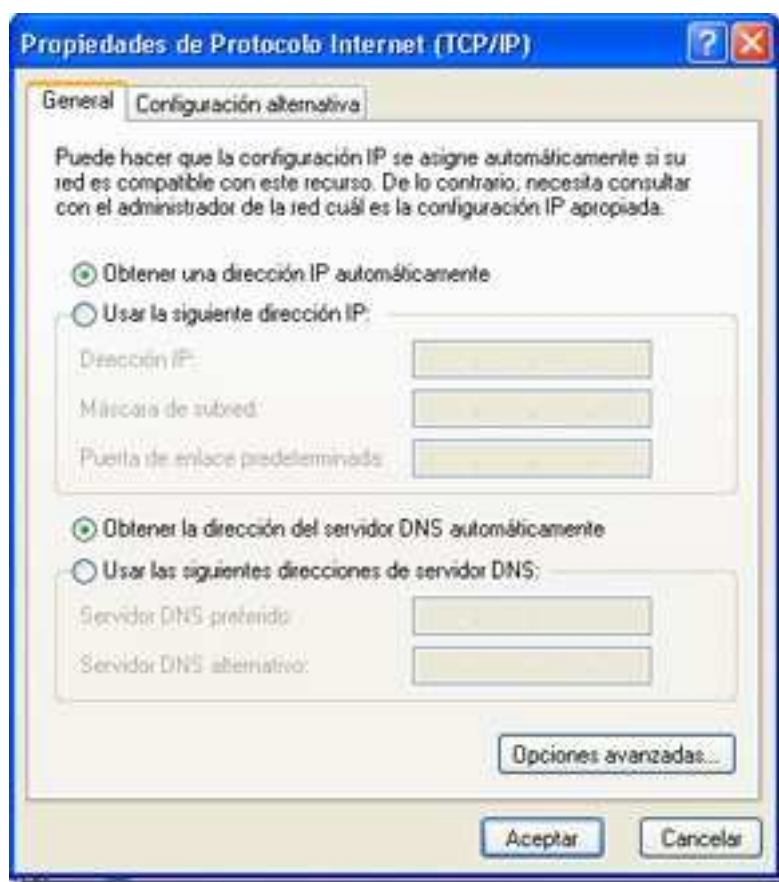 Propiedades de Protocolo Internet (TCP/IP)
General
Configuración alternativa
Puede hacer que la configuración IP se asigne automáticamente si su
red es compatible con este recurso. De lo contrario, necesita consultar
con el administrador de la red cuál es la configuración IP apropiada.
Obtener una dirección IP automáticamente
Usar la siguiente dirección IP:
Dirección IP:
Máscara de subred:
Puerta de enlace predeterminada:
Obtener la dirección del servidor DNS automáticamente
Usar las siguientes direcciones de servidor DNS:
Servidor DNS preferido:
Servidor DNS alternativo:
Opciones avanzadas...
Aceptar
Cancelar